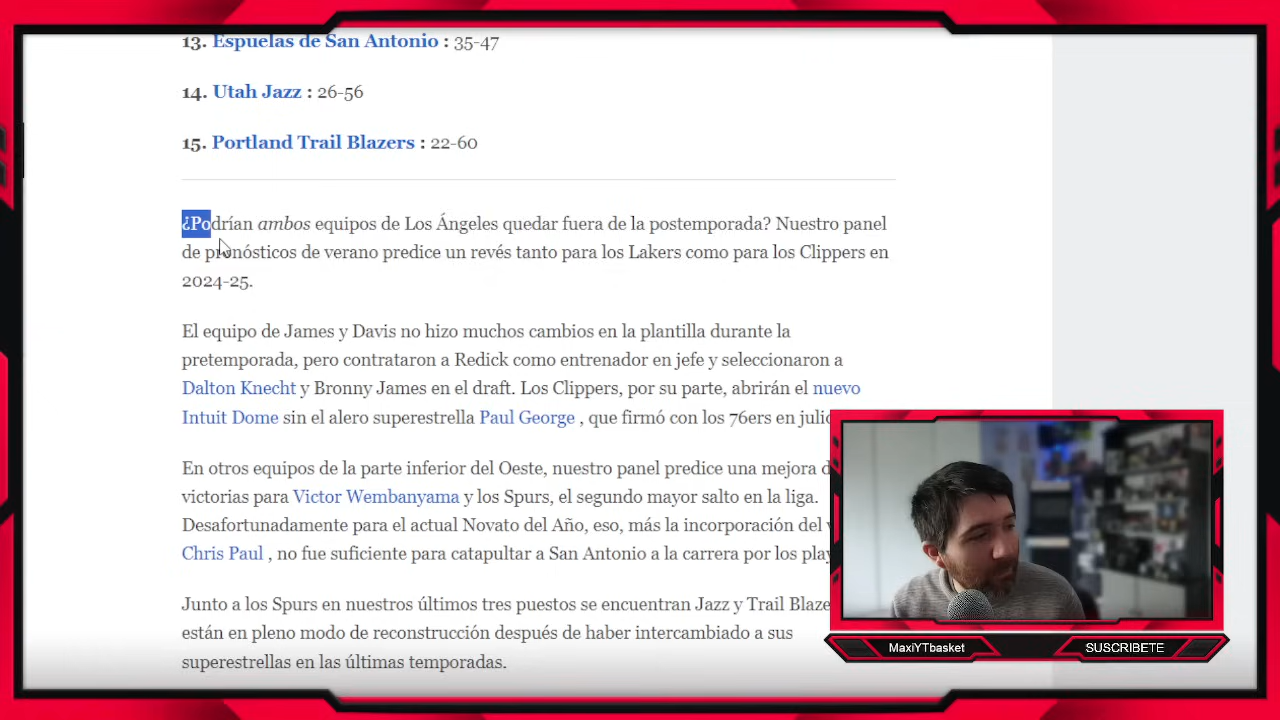 13. Espuelas de San Antonio : 35-47
14. Utah Jazz : 26-56
15. Portland Trail Blazers : 22-60
¿Podrían ambos equipos de Los Ángeles quedar fuera de la postemporada? Nuestro panel
de pronósticos de verano predice un revés tanto para los Lakers como para los Clippers en
2024-25.
El equipo de James y Davis no hizo muchos cambios en la plantilla durante la
pretemporada, pero contrataron a Redick como entrenador en jefe y seleccionaron a
Dalton Knecht y Bronny James en el draft. Los Clippers, por su parte, abrirán el nuevo
Intuit Dome sin el alero superestrella Paul George , que firmó con los 76ers en julio
En otros equipos de la parte inferior del Oeste, nuestro panel predice una mejora
victorias para Victor Wembanyama y los Spurs, el segundo mayor salto en la liga.
Desafortunadamente para el actual Novato del Año, eso, más la incorporación del
Chris Paul , no fue suficiente para catapultar a San Antonio a la carrera por los
Junto a los Spurs en nuestros últimos tres puestos se encuentran Jazz y Trail
están en pleno modo de reconstrucción después de haber intercambiado a sus
superestrellas en las últimas temporadas.
MaxiYTbasket
SUSCRIBETE